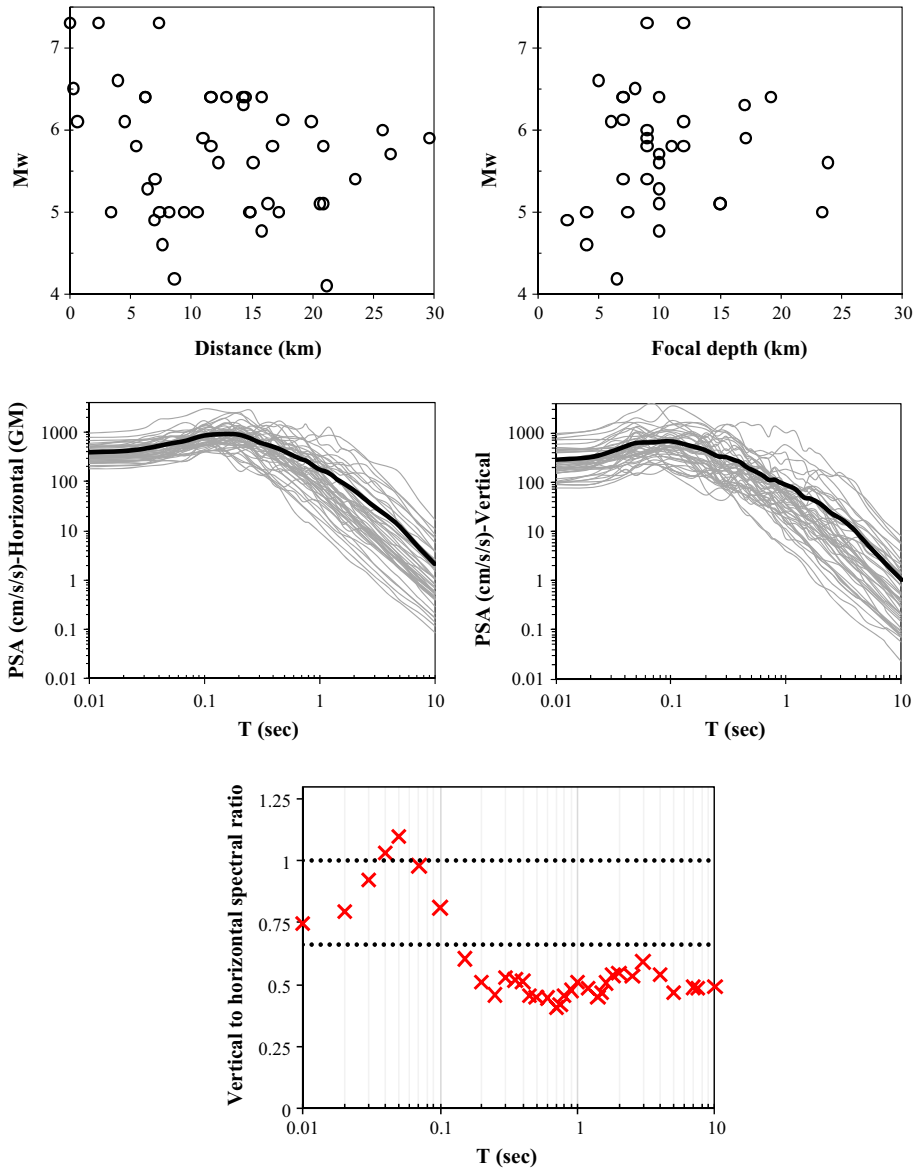 7
6
5
4
Mw
0 5 10 15 20 25 30
Distance (km)
7
6
5
4
Mw
0 5 10 15 20 25 30
Focal depth (km)
1000
100
10
1
0.1
0.01
PSA (cm/s/s)-Horizontal (GM)
0.01 0.1 1 10
T (sec)
1000
100
10
1
0.1
0.01
PSA (cm/s/s)-Vertical
0.01 0.1 1 10
T (sec)
1.25
1
0.75
0.5
0.25
0
Vertical to horizontal spectral ratio
0.01 0.1 1 10
T (sec)